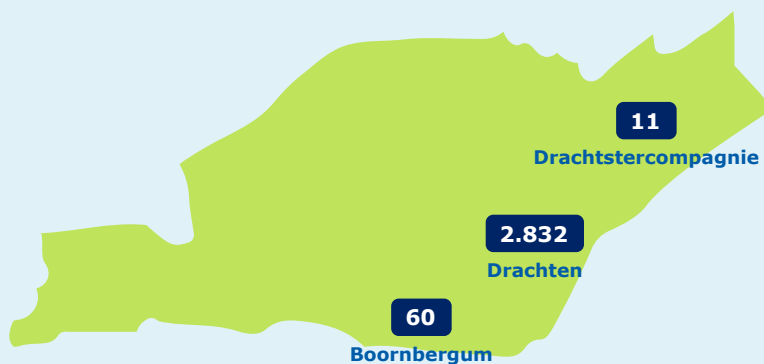 11
Drachtstercompagnie
2.832
Drachten
60
Boornbergum